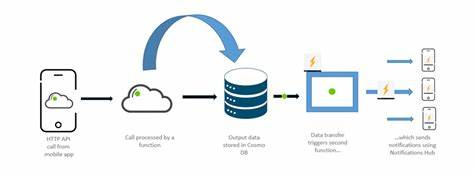 HTTP API
call from
mobile app
Call processed by a
function
Output data
stored in Cosmo
DB
Data transfer
triggers second
function...
...which sends
notifications using
Notifications Hub